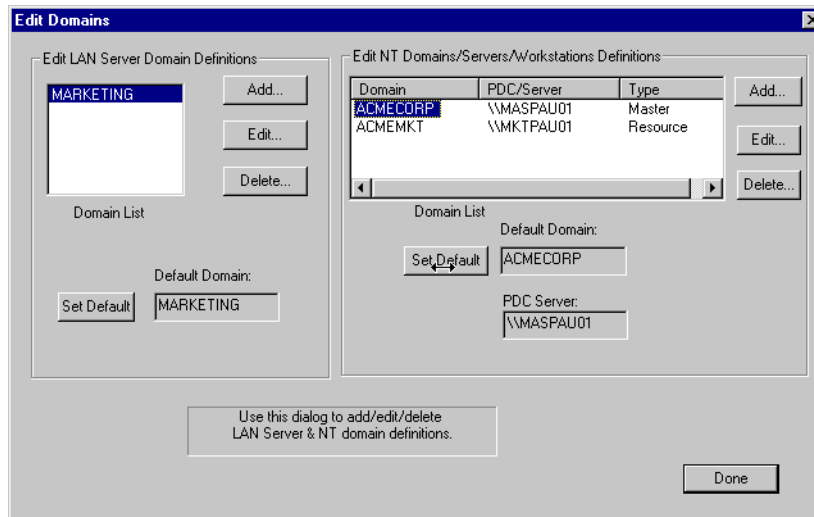 Edit Domains
Edit LAN Server Domain Definitions
MARKETING
Add...
Edit...
Delete...
Domain List
Default Domain:
Set Default
MARKETING
Edit NT Domains/Servers/Workstations Definitions
Domain PDC/Server Type
ACMECORP \\MASPAU01 Master
ACMEMKT \\MKTPAU01 Resource
Add...
Edit...
Delete...
Domain List
Default Domain:
Set Default
ACMECORP
PDC Server:
\\MASPAU01
Use this dialog to add/edit/delete
LAN Server & NT domain definitions.
Done